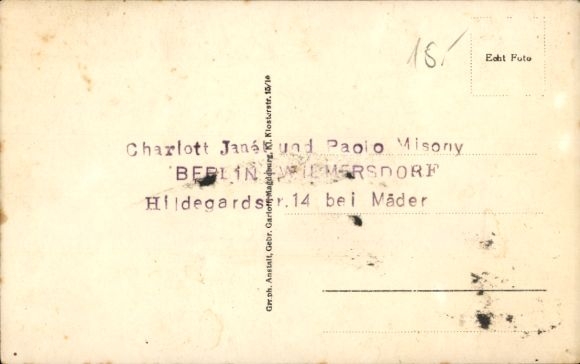 18.-
Echt Foto
Charlott Janék und Paolo Misony
BERLIN WILMERSDORF
Hildegardstr.14 bei Mäder
Graph. Anstalt, Gebr. Garloff, Magdeburg, Kl. Klosterstr. 15/16